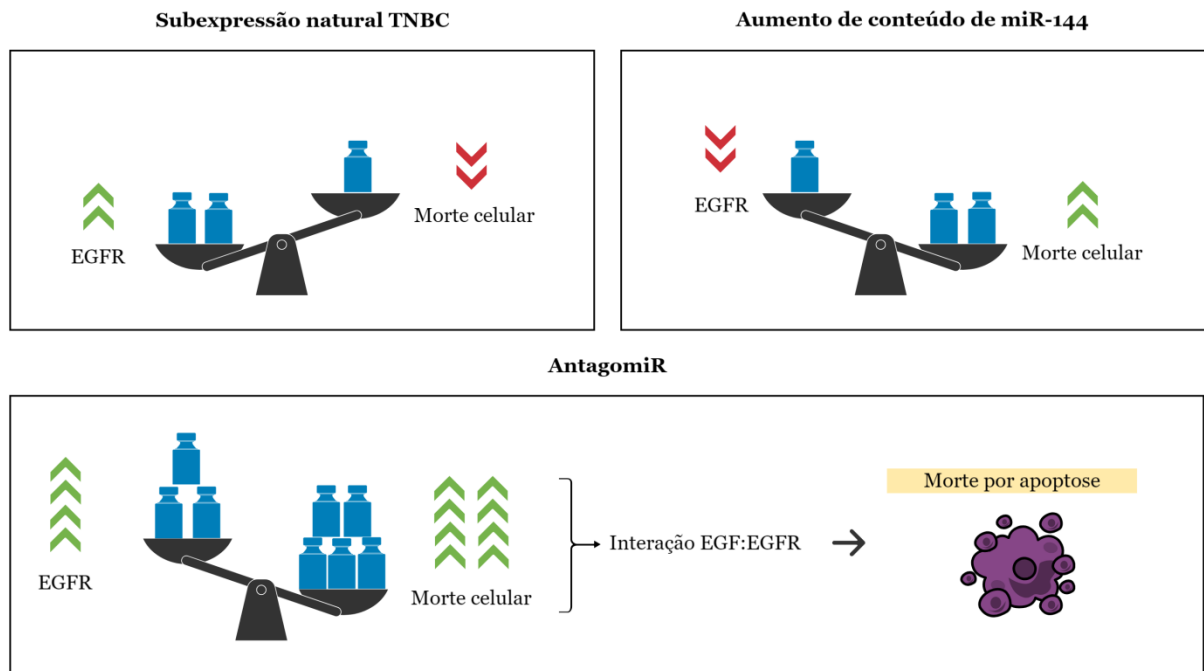 Subexpressão natural TNBC
EGFR
Morte celular
Aumento de conteúdo de miR-144
EGFR
Morte celular
AntagomiR
EGFR
Morte celular
Interação EGF:EGFR
Morte por apoptose